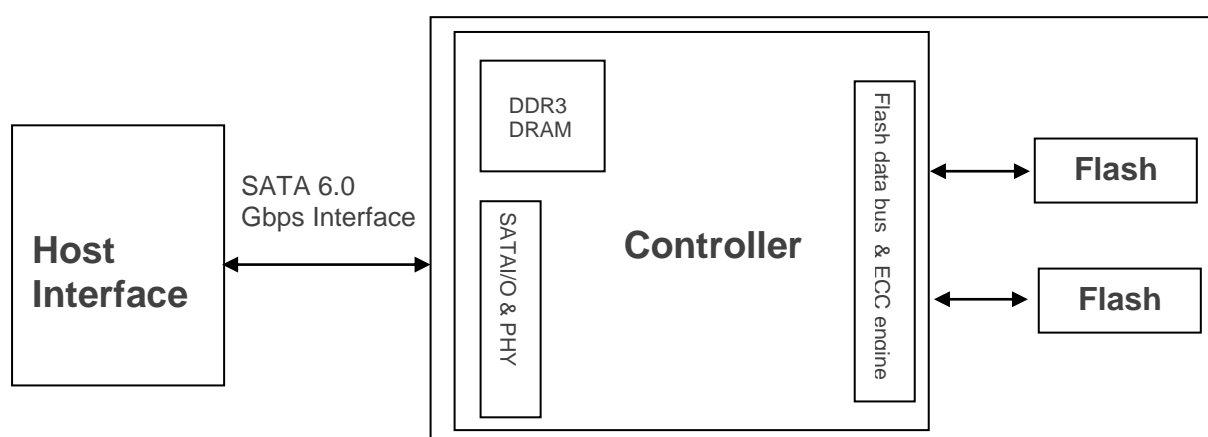 Host
Interface
SATA 6.0
Gbps Interface
DDR3
DRAM
SATAI/O & PHY
Controller
Flash data bus & ECC engine
Flash
Flash